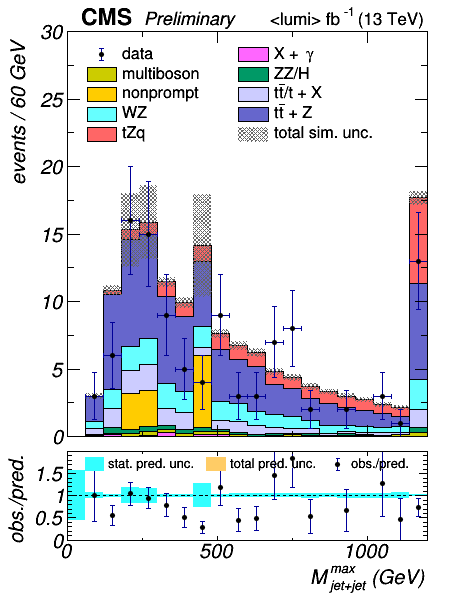 CMS Preliminary <lumi> fb⁻¹ (13 TeV)
events / 60 GeV
30
25
20
15
10
5
0
data
multiboson
nonprompt
WZ
tZq
X + γ
ZZ/H
tt̄/t + X
tt̄ + Z
total sim. unc.
obs./pred.
1.5
1
0.5
0
stat. pred. unc. total pred. unc. obs./pred.
0 500 1000
M^max_jet+jet (GeV)